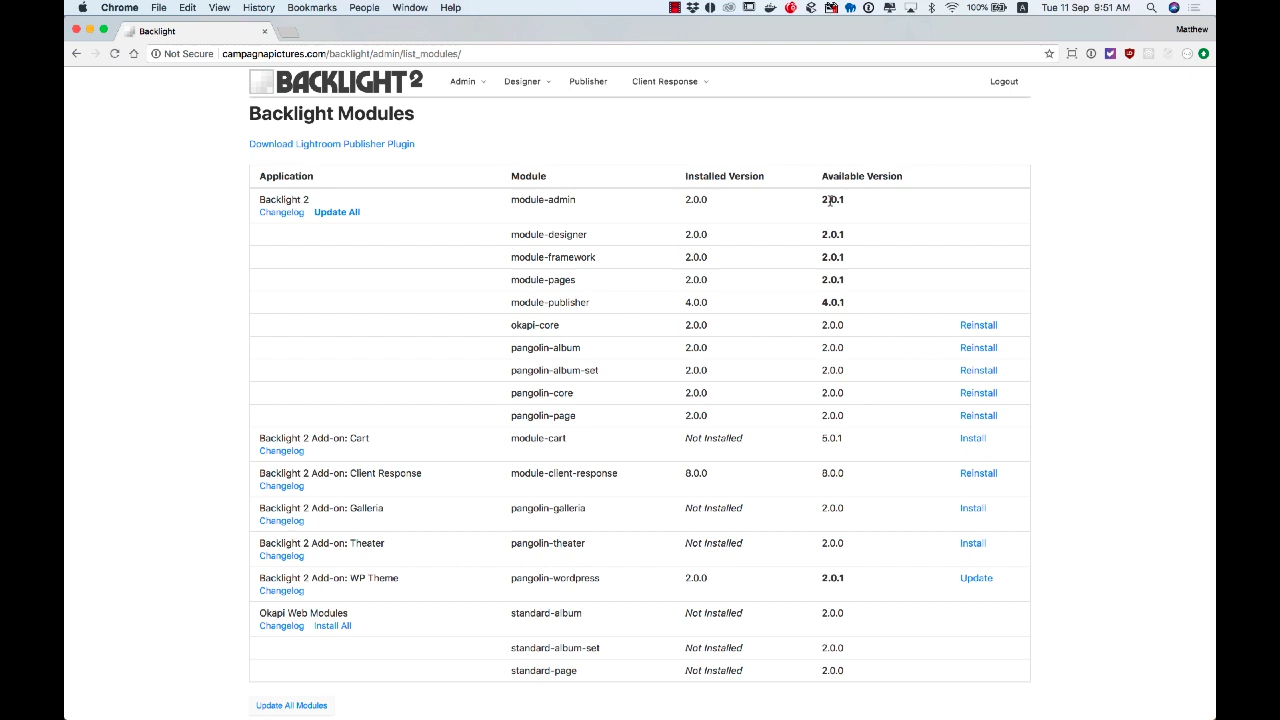 Chrome File Edit View History Bookmarks People Window Help 100% A Tue 11 Sep 9:51 AM
Backlight Matthew
Not Secure campagnapictures.com/backlight/admin/list_modules/
BACKLIGHT 2 Admin Designer Publisher Client Response Logout
Backlight Modules
Download Lightroom Publisher Plugin
Application Module Installed Version Available Version
Backlight 2 module-admin 2.0.0 2.0.1
Changelog Update All
module-designer 2.0.0 2.0.1
module-framework 2.0.0 2.0.1
module-pages 2.0.0 2.0.1
module-publisher 4.0.0 4.0.1
okapi-core 2.0.0 2.0.0 Reinstall
pangolin-album 2.0.0 2.0.0 Reinstall
pangolin-album-set 2.0.0 2.0.0 Reinstall
pangolin-core 2.0.0 2.0.0 Reinstall
pangolin-page 2.0.0 2.0.0 Reinstall
Backlight 2 Add-on: Cart module-cart Not Installed 5.0.1 Install
Changelog
Backlight 2 Add-on: Client Response module-client-response 8.0.0 8.0.0 Reinstall
Changelog
Backlight 2 Add-on: Galleria pangolin-galleria Not Installed 2.0.0 Install
Changelog
Backlight 2 Add-on: Theater pangolin-theater Not Installed 2.0.0 Install
Changelog
Backlight 2 Add-on: WP Theme pangolin-wordpress 2.0.0 2.0.1 Update
Changelog
Okapi Web Modules standard-album Not Installed 2.0.0
Changelog Install All
standard-album-set Not Installed 2.0.0
standard-page Not Installed 2.0.0
Update All Modules